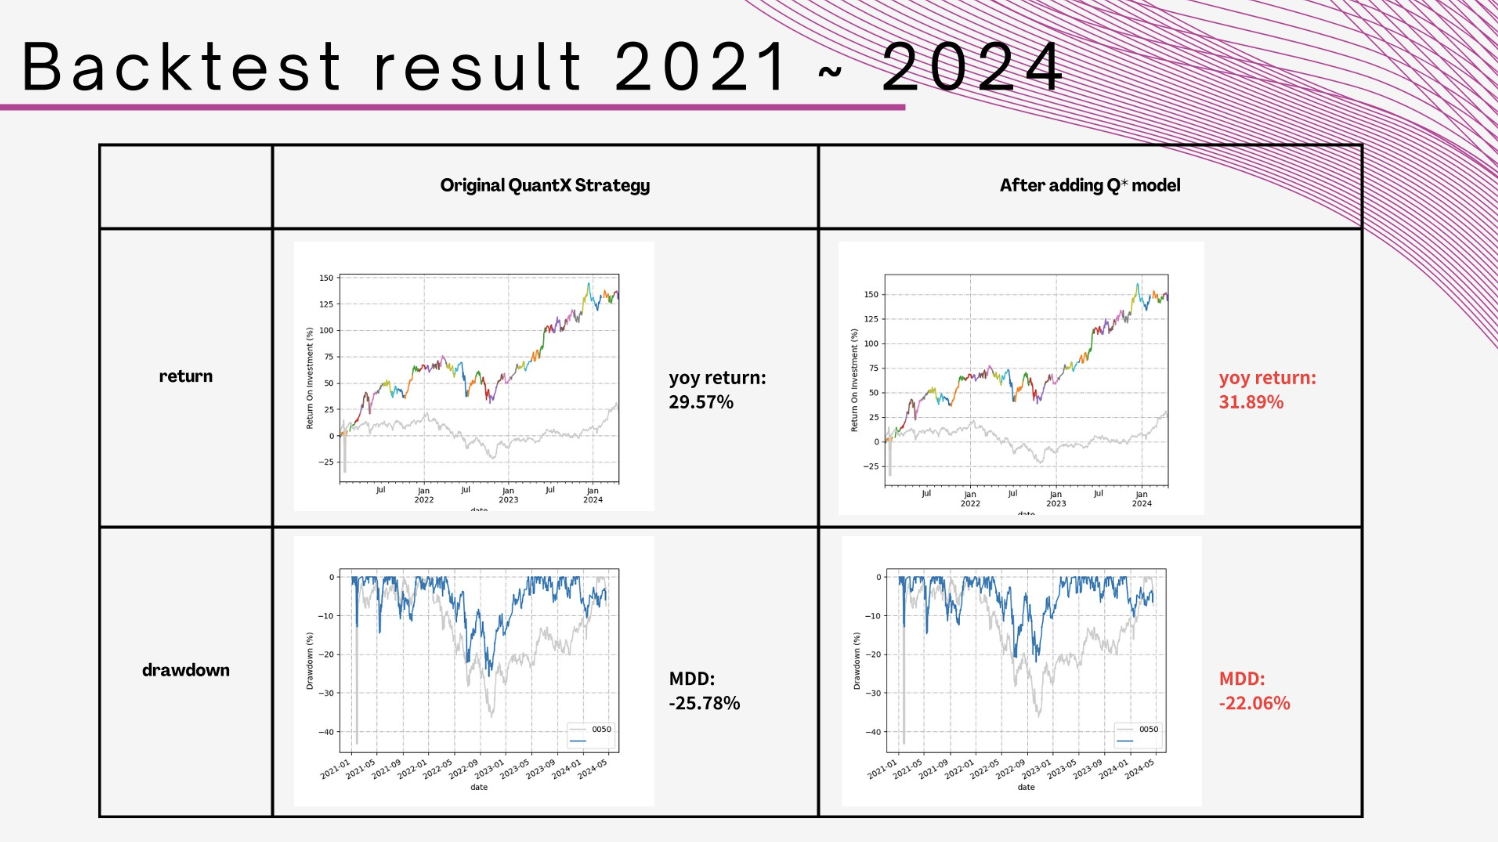 Backtest result 2021 ~ 2024
Original QuantX Strategy
After adding Q* model
return
150
125
100
75
50
25
0
−25
Return On Investment (%)
Jul
Jan
2022
Jul
Jan
2023
Jul
Jan
2024
date
yoy return:
29.57%
150
125
100
75
50
25
0
−25
Return On Investment (%)
Jul
Jan
2022
Jul
Jan
2023
Jul
Jan
2024
date
yoy return:
31.89%
drawdown
0
−10
−20
−30
−40
Drawdown (%)
0050
2021-01
2021-05
2021-09
2022-01
2022-05
2022-09
2023-01
2023-05
2023-09
2024-01
2024-05
date
MDD:
-25.78%
0
−10
−20
−30
−40
Drawdown (%)
0050
2021-01
2021-05
2021-09
2022-01
2022-05
2022-09
2023-01
2023-05
2023-09
2024-01
2024-05
date
MDD:
-22.06%